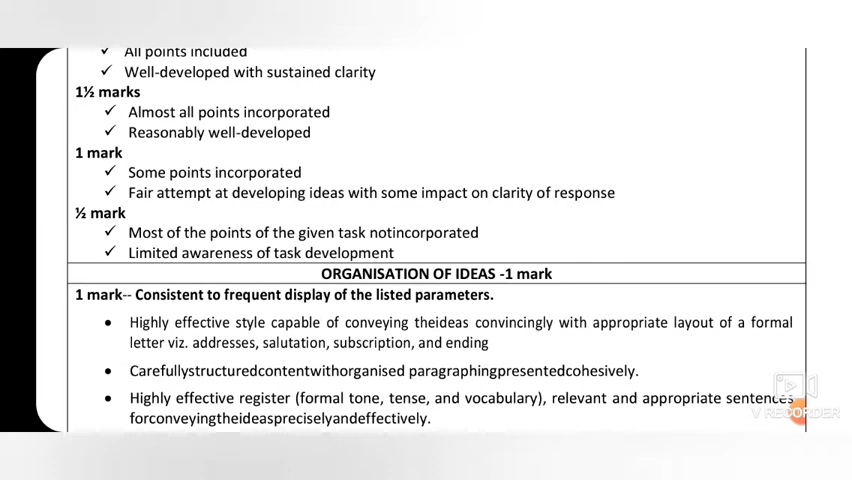 ✓ All points included
✓ Well-developed with sustained clarity
1½ marks
✓ Almost all points incorporated
✓ Reasonably well-developed
1 mark
✓ Some points incorporated
✓ Fair attempt at developing ideas with some impact on clarity of response
½ mark
✓ Most of the points of the given task notincorporated
✓ Limited awareness of task development
ORGANISATION OF IDEAS -1 mark
1 mark-- Consistent to frequent display of the listed parameters.
• Highly effective style capable of conveying theideas convincingly with appropriate layout of a formal
letter viz. addresses, salutation, subscription, and ending
• Carefullystructuredcontentwithorganised paragraphingpresentedcohesively.
• Highly effective register (formal tone, tense, and vocabulary), relevant and appropriate sentences
forconveyingtheideaspreciselyandeffectively.
V RECORDER